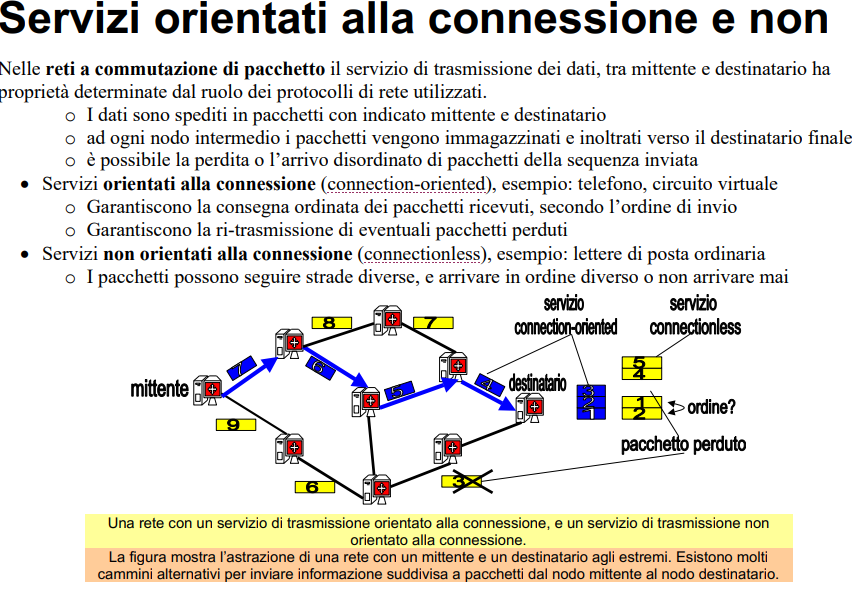 Servizi orientati alla connessione e non
Nelle reti a commutazione di pacchetto il servizio di trasmissione dei dati, tra mittente e destinatario ha
proprietà determinate dal ruolo dei protocolli di rete utilizzati.
o I dati sono spediti in pacchetti con indicato mittente e destinatario
o ad ogni nodo intermedio i pacchetti vengono immagazzinati e inoltrati verso il destinatario finale
o è possibile la perdita o l’arrivo disordinato di pacchetti della sequenza inviata
• Servizi orientati alla connessione (connection-oriented), esempio: telefono, circuito virtuale
o Garantiscono la consegna ordinata dei pacchetti ricevuti, secondo l’ordine di invio
o Garantiscono la ri-trasmissione di eventuali pacchetti perduti
• Servizi non orientati alla connessione (connectionless), esempio: lettere di posta ordinaria
o I pacchetti possono seguire strade diverse, e arrivare in ordine diverso o non arrivare mai
servizio
connection-oriented
servizio
connectionless
8
7
7
6
5
4
mittente
destinatario
3
2
1
5
4
1
2
ordine?
9
pacchetto perduto
6
3
Una rete con un servizio di trasmissione orientato alla connessione, e un servizio di trasmissione non
orientato alla connessione.
La figura mostra l’astrazione di una rete con un mittente e un destinatario agli estremi. Esistono molti
cammini alternativi per inviare informazione suddivisa a pacchetti dal nodo mittente al nodo destinatario.